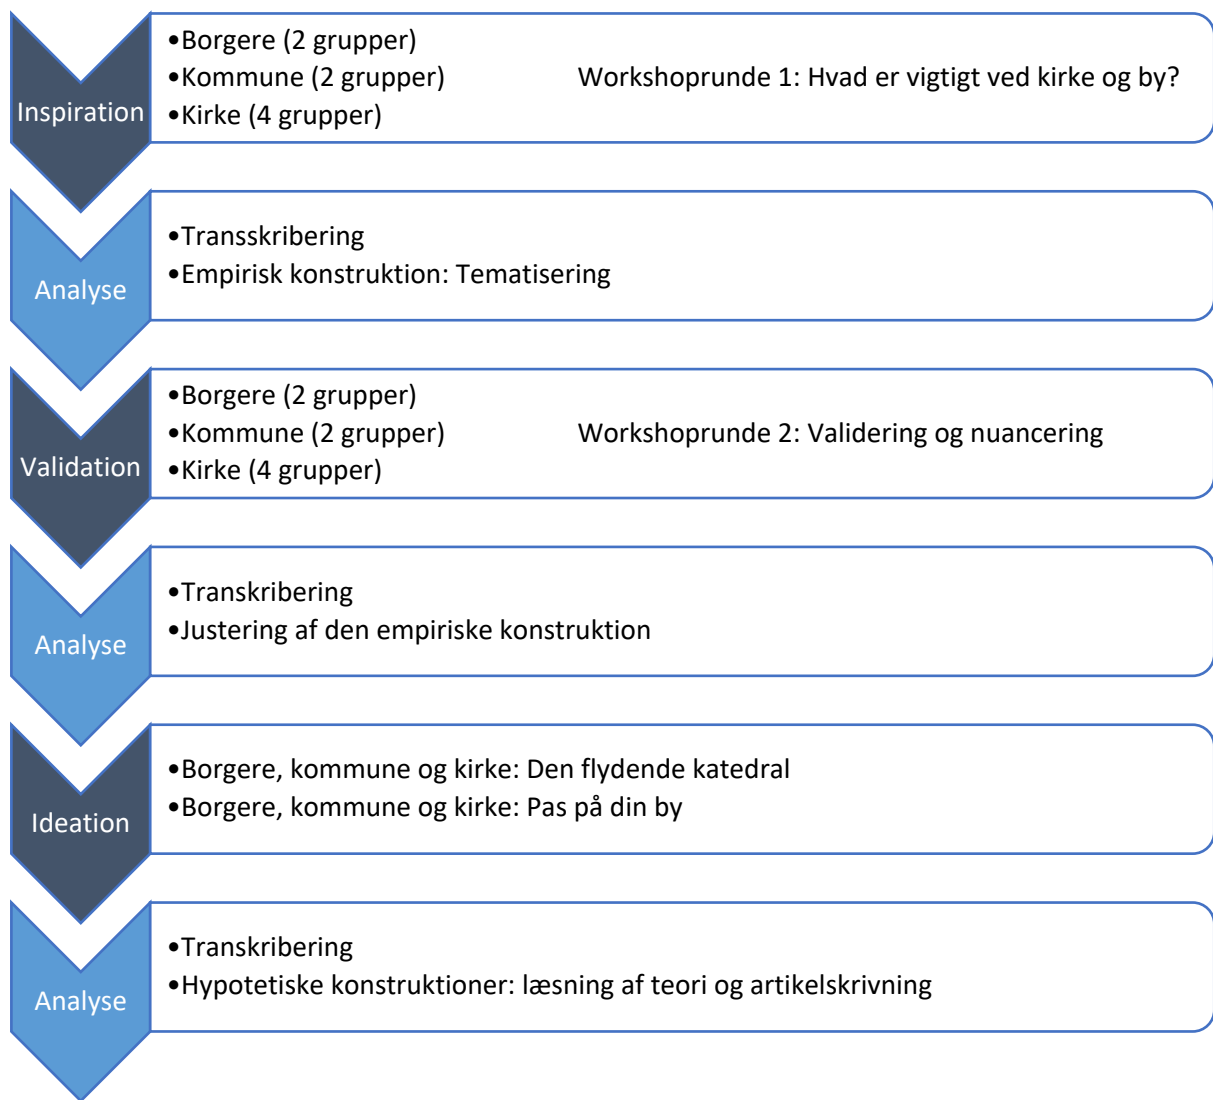 Inspiration
•Borgere (2 grupper)
•Kommune (2 grupper) Workshoprunde 1: Hvad er vigtigt ved kirke og by?
•Kirke (4 grupper)
Analyse
•Transskribering
•Empirisk konstruktion: Tematisering
Validation
•Borgere (2 grupper)
•Kommune (2 grupper) Workshoprunde 2: Validering og nuancering
•Kirke (4 grupper)
Analyse
•Transkribering
•Justering af den empiriske konstruktion
Ideation
•Borgere, kommune og kirke: Den flydende katedral
•Borgere, kommune og kirke: Pas på din by
Analyse
•Transkribering
•Hypotetiske konstruktioner: læsning af teori og artikelskrivning